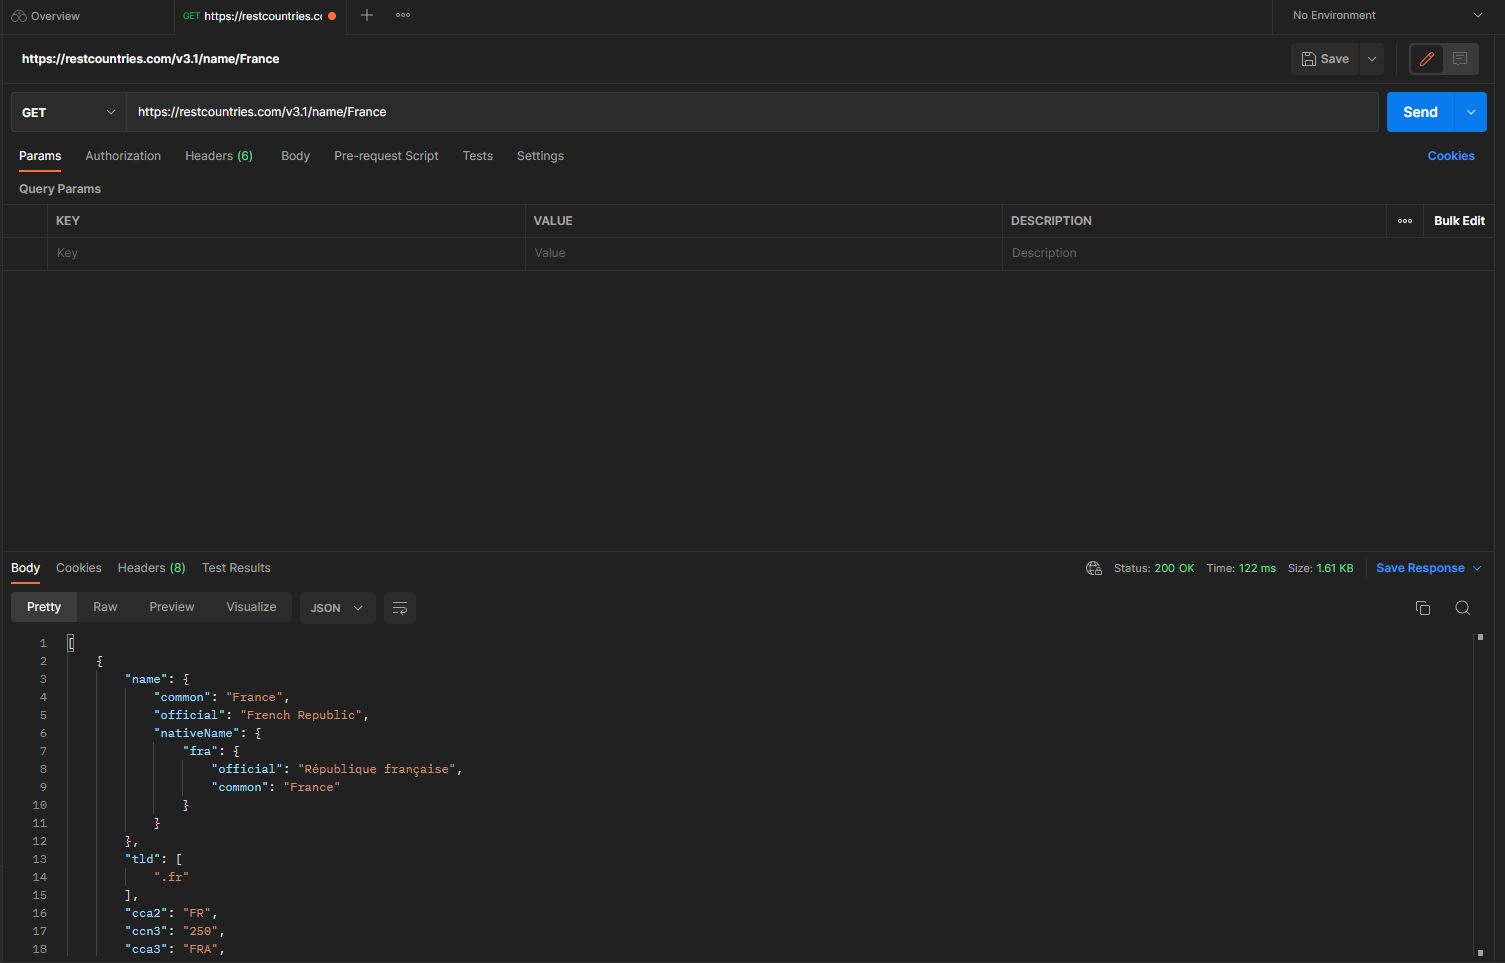 Overview GET https://restcountries.co No Environment
https://restcountries.com/v3.1/name/France Save
GET https://restcountries.com/v3.1/name/France Send
Params Authorization Headers (6) Body Pre-request Script Tests Settings Cookies
Query Params
KEY VALUE DESCRIPTION Bulk Edit
Key Value Description
Body Cookies Headers (8) Test Results Status: 200 OK Time: 122 ms Size: 1.61 KB Save Response
Pretty Raw Preview Visualize JSON
1 [
2 {
3 "name": {
4 "common": "France",
5 "official": "French Republic",
6 "nativeName": {
7 "fra": {
8 "official": "République française",
9 "common": "France"
10 }
11 }
12 },
13 "tld": [
14 ".fr"
15 ],
16 "cca2": "FR",
17 "ccn3": "250",
18 "cca3": "FRA",